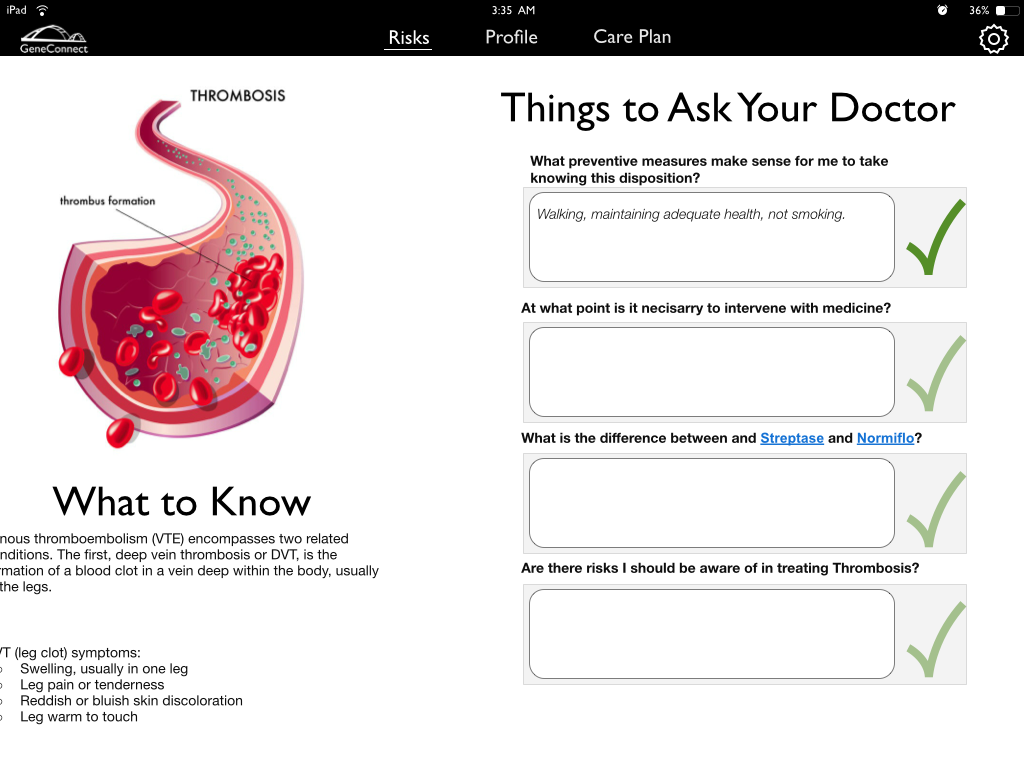 iPad
3:35 AM
36%
GeneConnect
Risks
Profile
Care Plan
THROMBOSIS
thrombus formation
What to Know
nous thromboembolism (VTE) encompasses two related
nditions. The first, deep vein thrombosis or DVT, is the
rmation of a blood clot in a vein deep within the body, usually
the legs.
T (leg clot) symptoms:
Swelling, usually in one leg
Leg pain or tenderness
Reddish or bluish skin discoloration
Leg warm to touch
Things to Ask Your Doctor
What preventive measures make sense for me to take
knowing this disposition?
Walking, maintaining adequate health, not smoking.
At what point is it necisarry to intervene with medicine?
What is the difference between and Streptase and Normiflo?
Are there risks I should be aware of in treating Thrombosis?